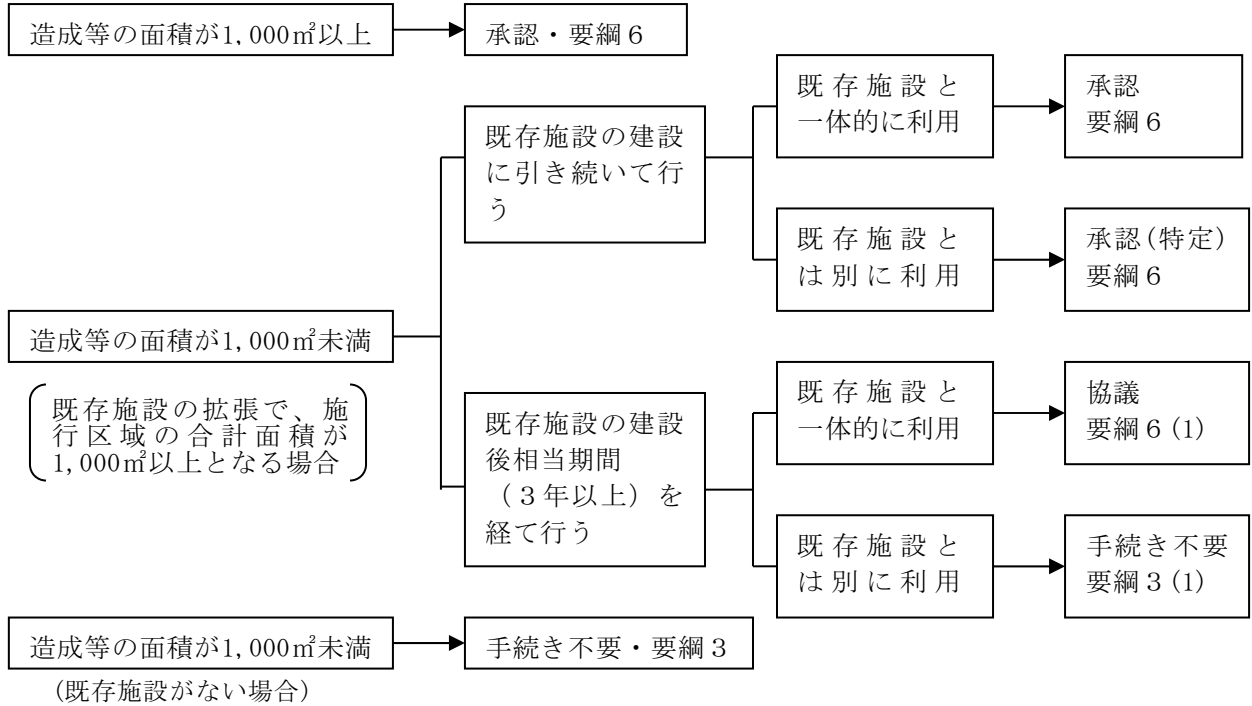 造成等の面積が1,000㎡以上
承認・要綱６
既存施設の建設
に引き続いて行
う
既存施設と
一体的に利用
承認
要綱６
既存施設と
は別に利用
承認(特定)
要綱６
造成等の面積が1,000㎡未満
既存施設の拡張で、施
行区域の合計面積が
1,000㎡以上となる場合
既存施設の建設
後相当期間
（３年以上）を
経て行う
既存施設と
一体的に利用
協議
要綱６(1)
既存施設と
は別に利用
手続き不要
要綱３(1)
造成等の面積が1,000㎡未満
(既存施設がない場合)
手続き不要・要綱３